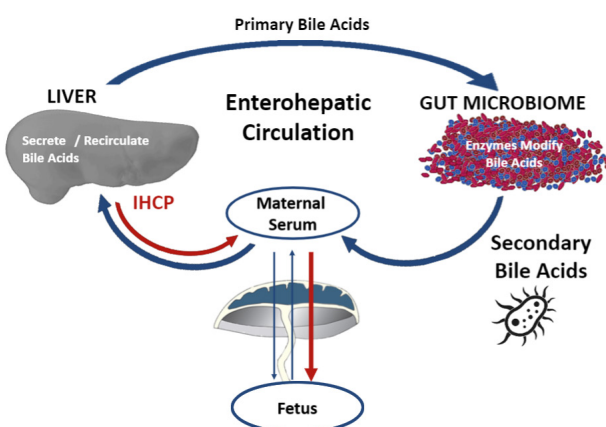 Primary Bile Acids
LIVER
Enterohepatic
Circulation
GUT MICROBIOME
Secrete / Recirculate
Bile Acids
Enzymes Modify
Bile Acids
IHCP
Maternal
Serum
Secondary
Bile Acids
Fetus